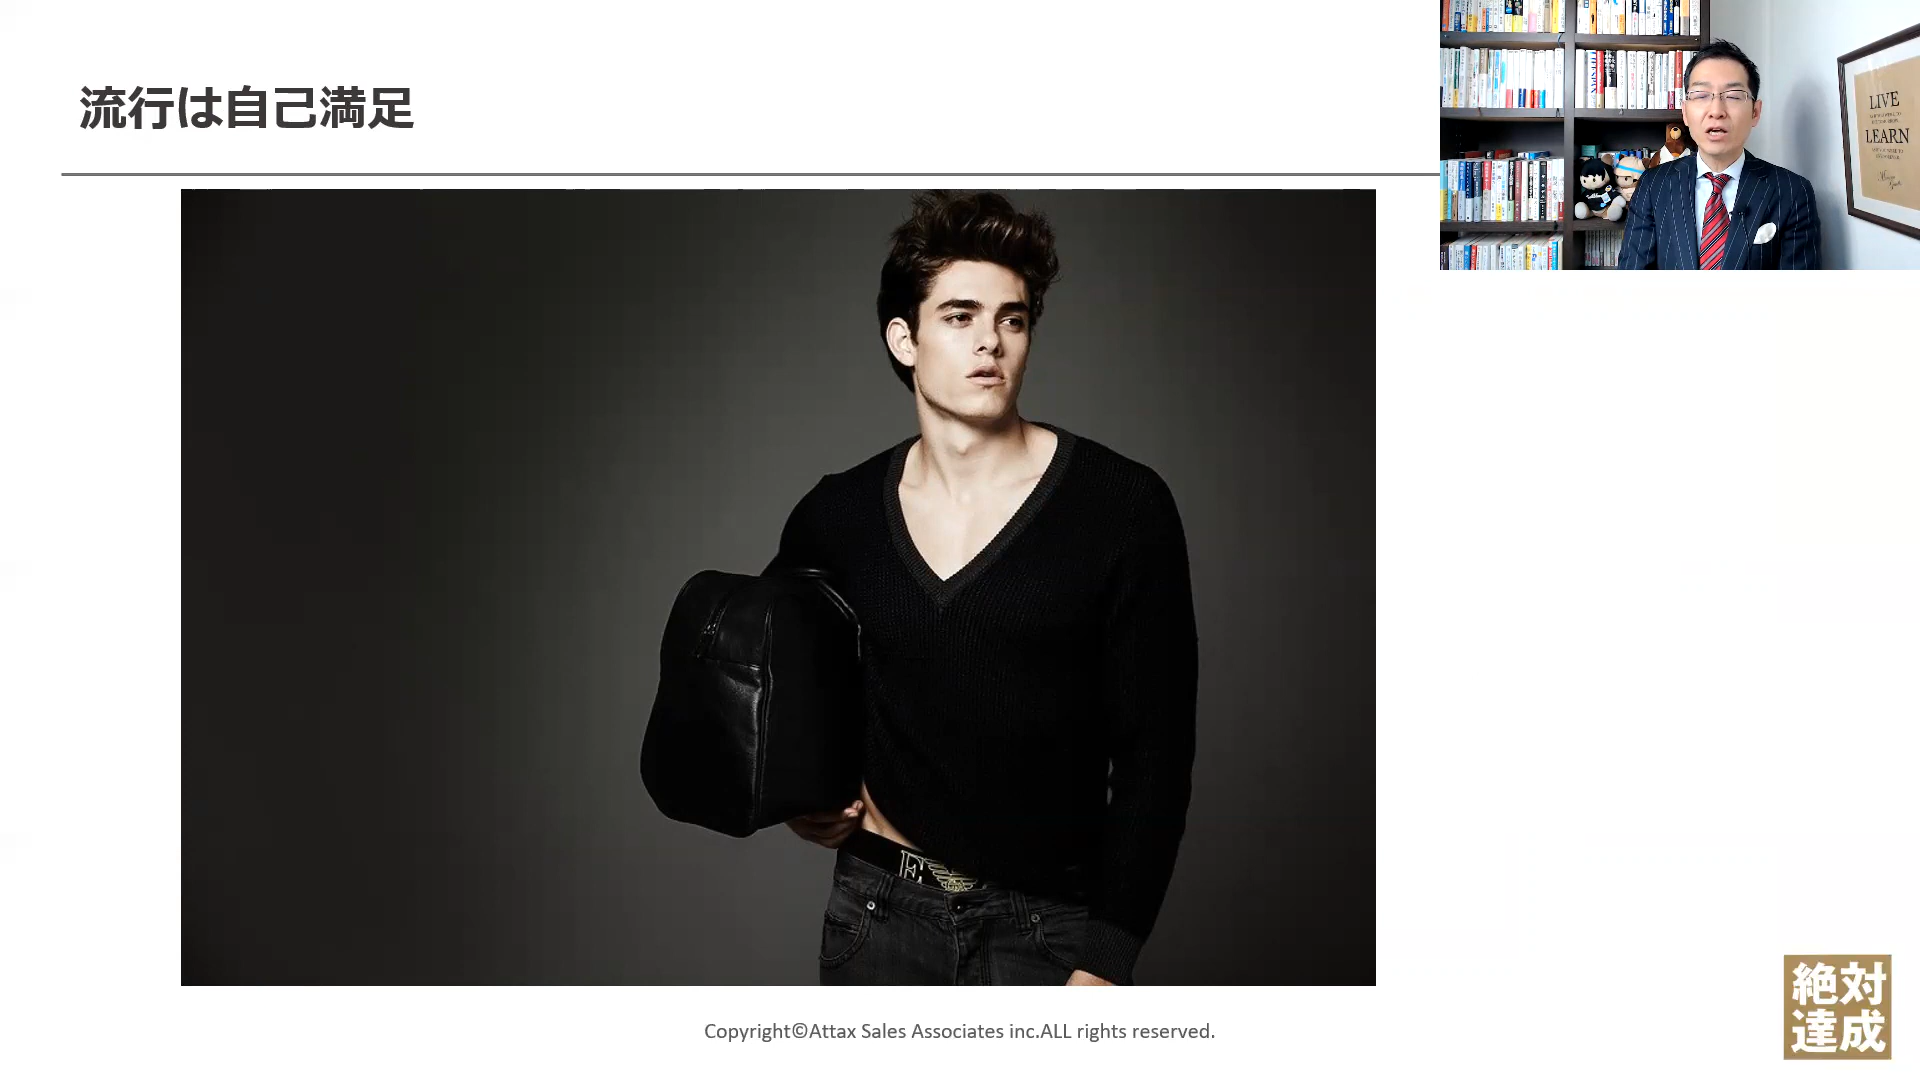 流行は自己満足
LIVE
LEARN
E
Copyright©Attax Sales Associates inc.ALL rights reserved.
絶対
達成